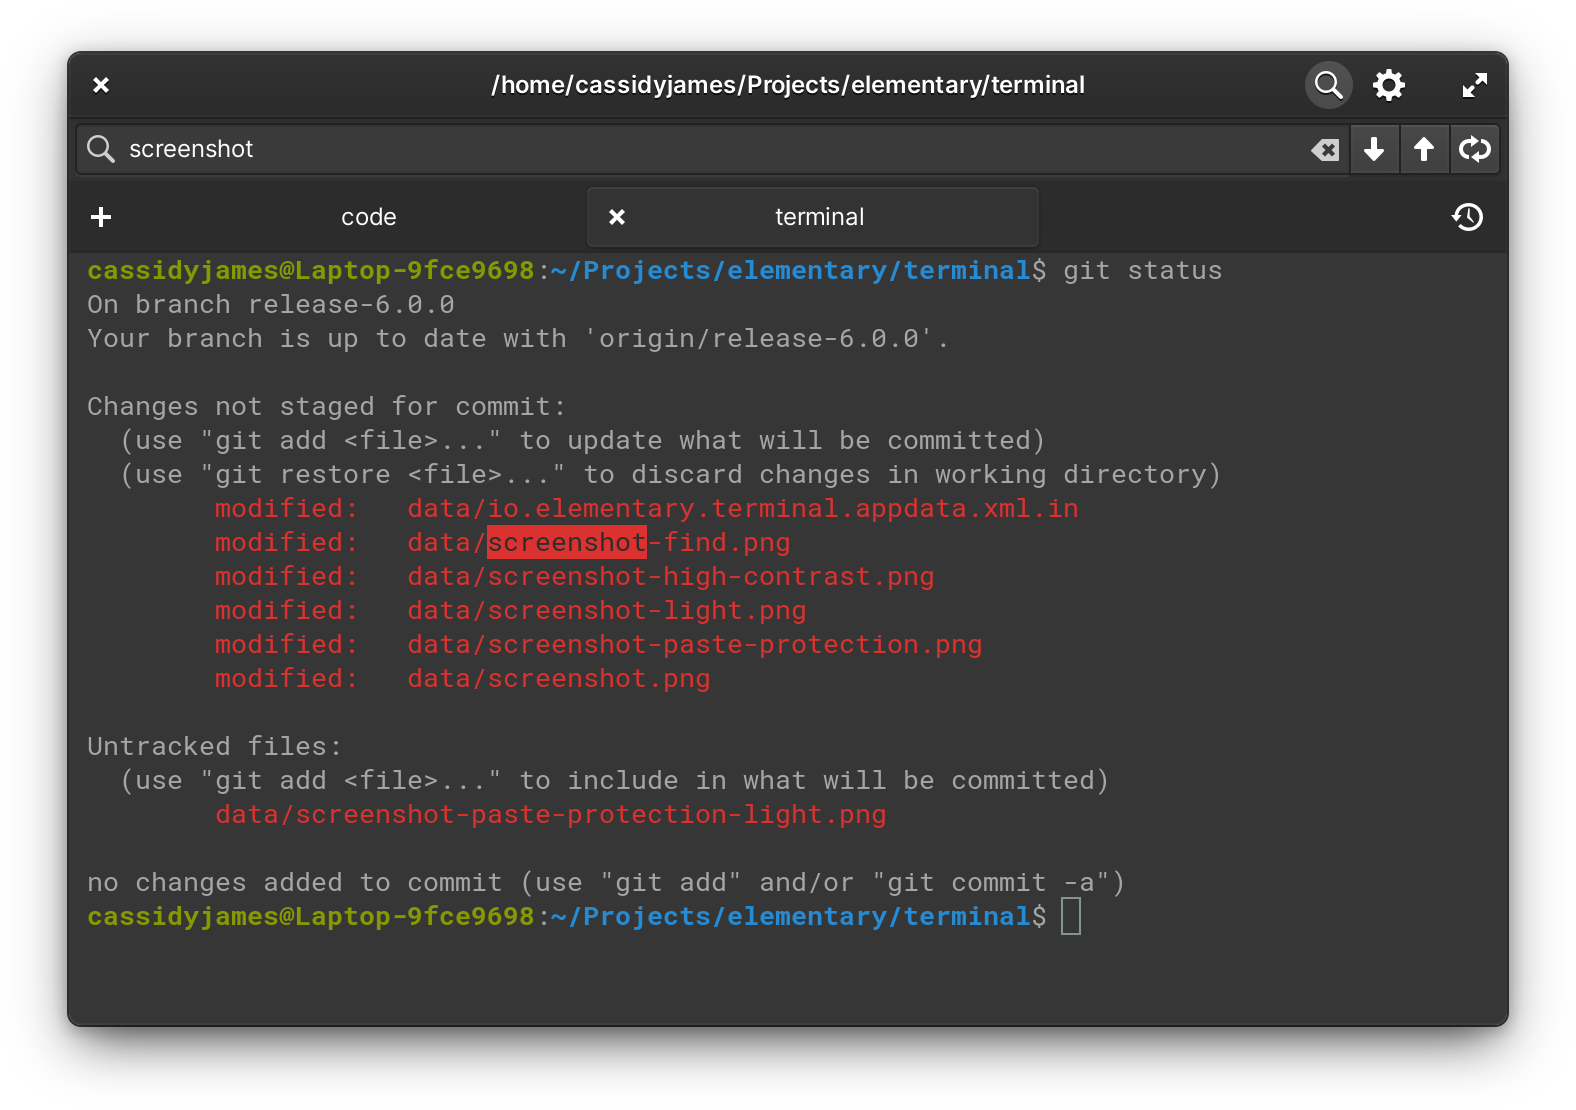 /home/cassidyjames/Projects/elementary/terminal
screenshot
code
terminal
cassidyjames@Laptop-9fce9698:~/Projects/elementary/terminal$ git status
On branch release-6.0.0
Your branch is up to date with 'origin/release-6.0.0'.

Changes not staged for commit:
  (use "git add <file>..." to update what will be committed)
  (use "git restore <file>..." to discard changes in working directory)
        modified:   data/io.elementary.terminal.appdata.xml.in
        modified:   data/screenshot-find.png
        modified:   data/screenshot-high-contrast.png
        modified:   data/screenshot-light.png
        modified:   data/screenshot-paste-protection.png
        modified:   data/screenshot.png

Untracked files:
  (use "git add <file>..." to include in what will be committed)
        data/screenshot-paste-protection-light.png

no changes added to commit (use "git add" and/or "git commit -a")
cassidyjames@Laptop-9fce9698:~/Projects/elementary/terminal$